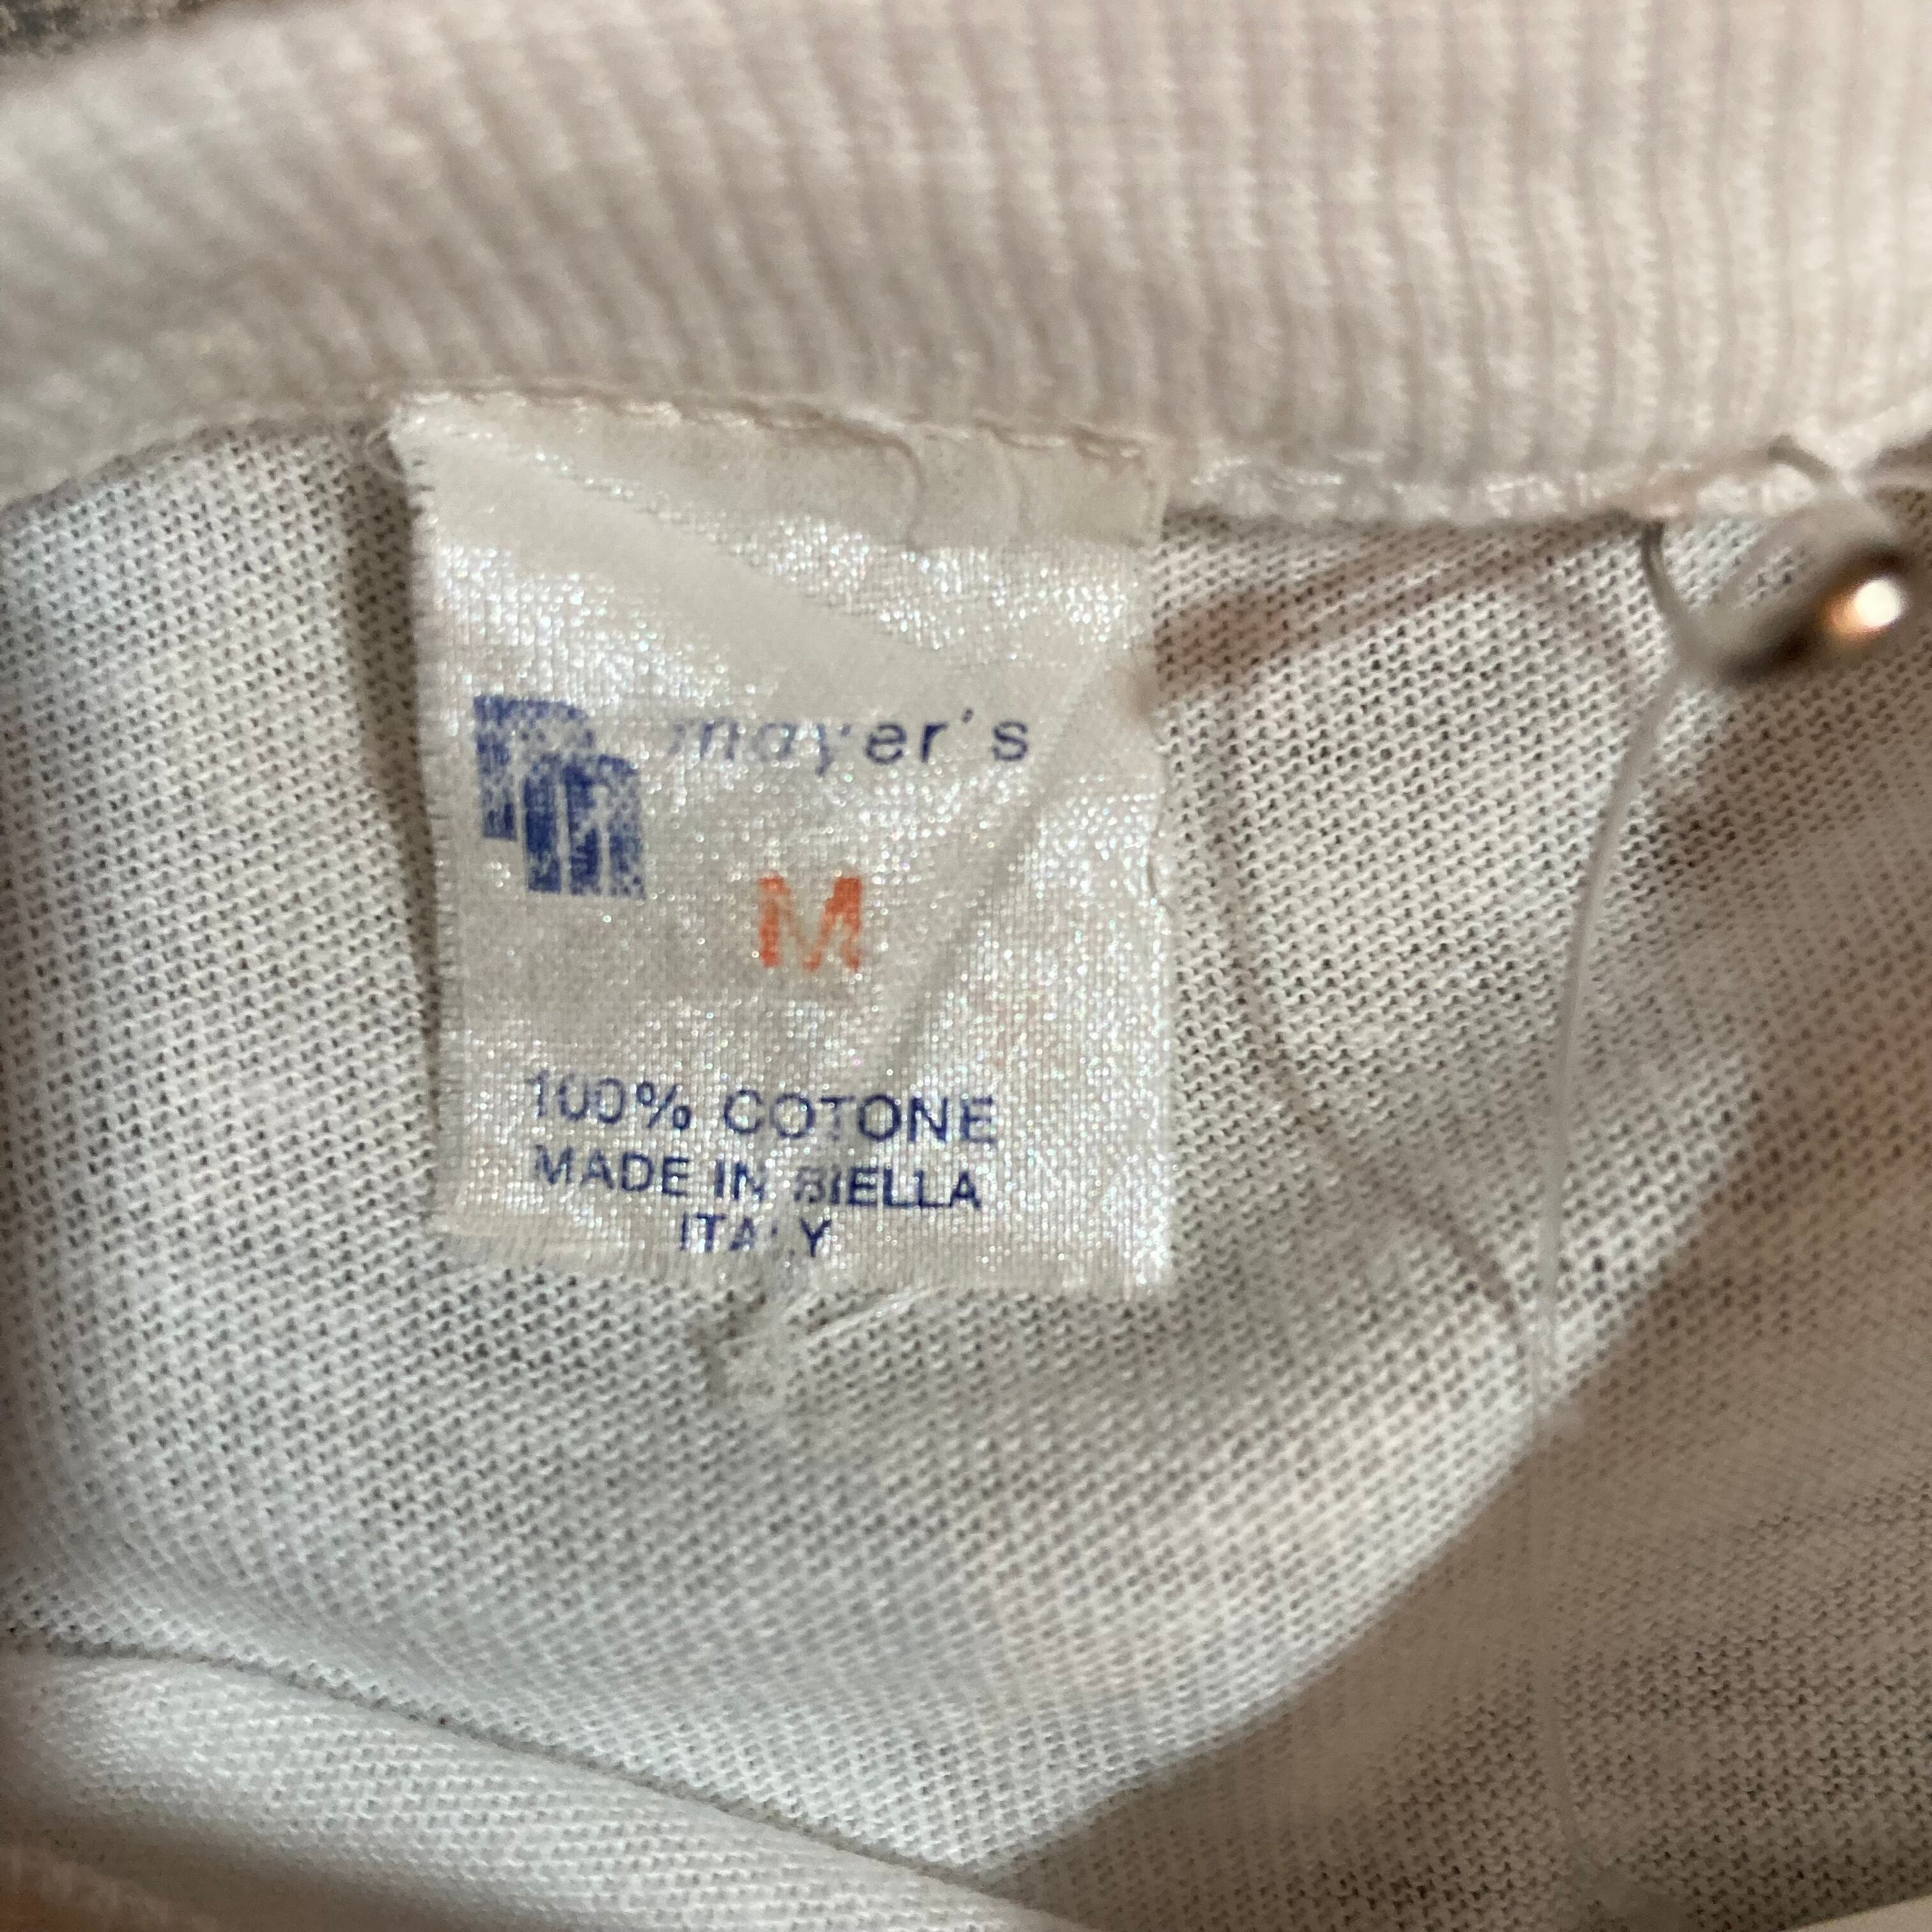 mayer's
M
100% COTONE
MADE IN BIELLA
ITALY